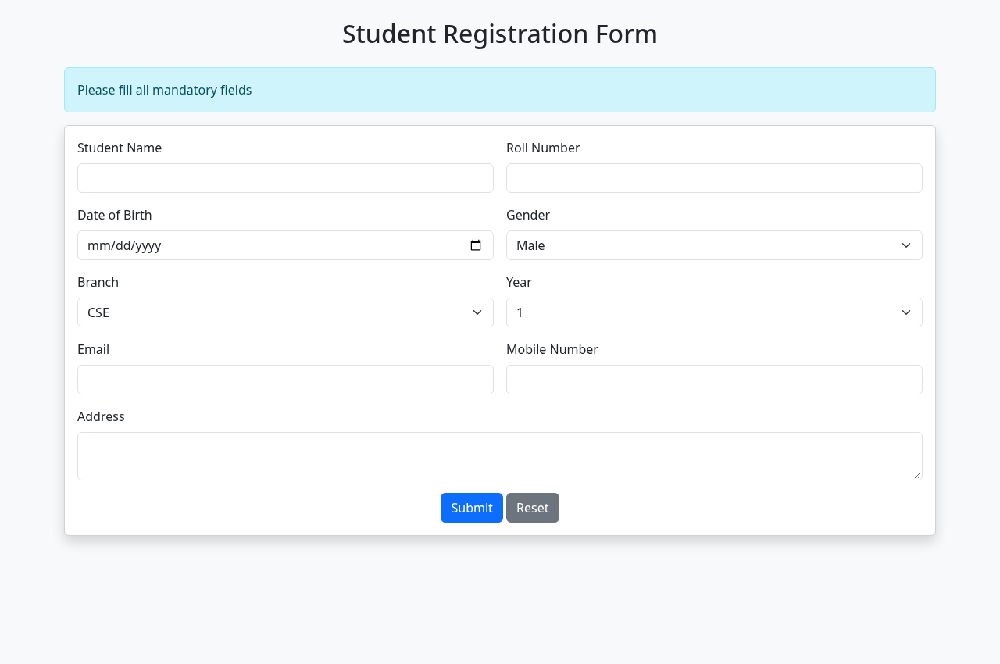 Student Registration Form
Please fill all mandatory fields
Student Name
Roll Number
Date of Birth
Gender
mm/dd/yyyy
Male
Branch
Year
CSE
1
Email
Mobile Number
Address
Submit
Reset